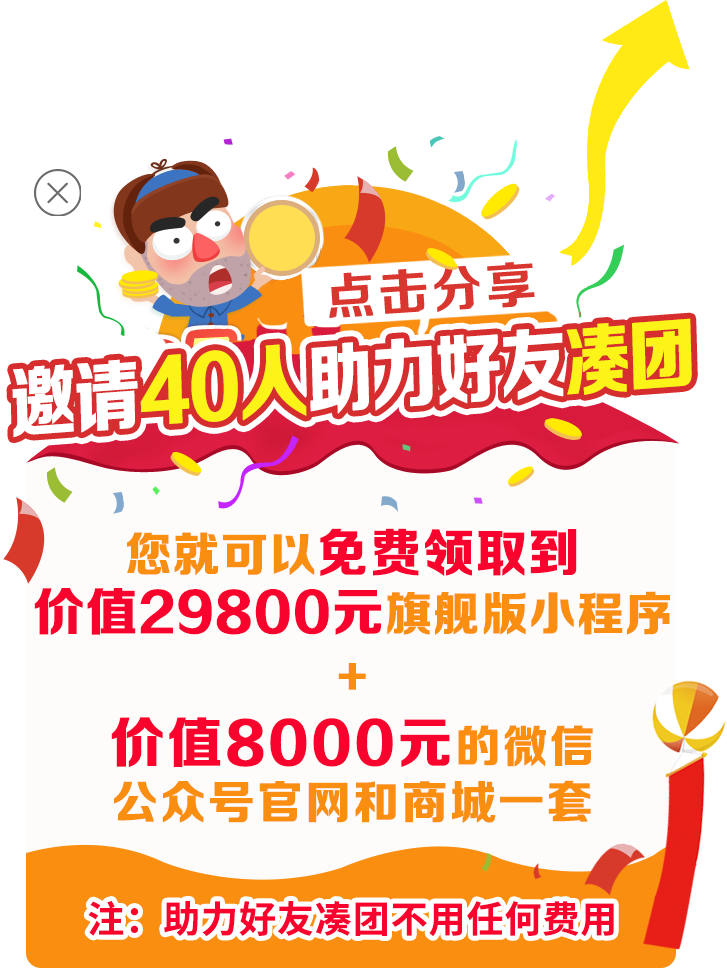 点击分享
邀请40人助力好友凑团
您就可以免费领取到
价值29800元旗舰版小程序
+
价值8000元的微信
公众号官网和商城一套
注：助力好友凑团不用任何费用